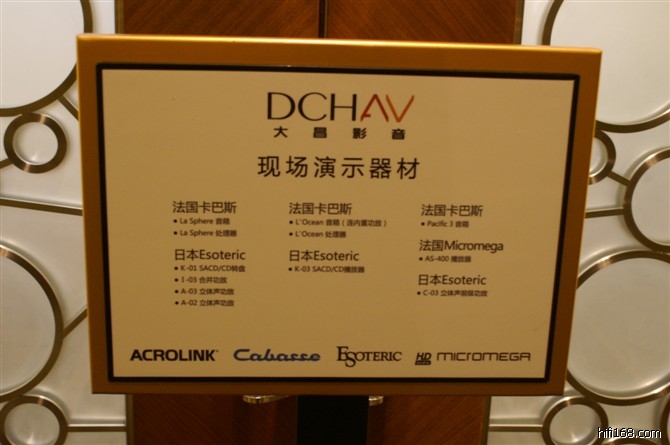 DCHAV
大昌影音
现场演示器材
法国卡巴斯
• La Sphere 音箱
• La Sphere 处理器
日本Esoteric
• K-01 SACD/CD转盘
• I-03 合并功放
• A-03 立体声功放
• A-02 立体声功放
法国卡巴斯
• L'Ocean 音箱（连内置功放）
• L'Ocean 处理器
日本Esoteric
• K-03 SACD/CD播放器
法国卡巴斯
• Pacific 3 音箱
法国Micromega
• AS-400 播放器
日本Esoteric
• C-03 立体声前级功放
ACROLINK Cabasse ESOTERIC HD MICROMEGA
hifi168.com